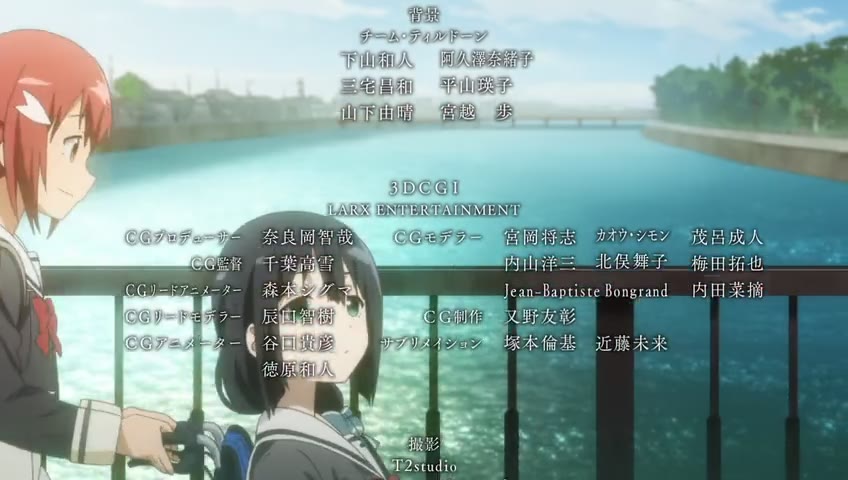 背景
チーム・ティルドーン
下山和人 阿久澤奈緒子
三宅昌和 平山瑛子
山下由晴 宮越 歩
3DCGI
LARX ENTERTAINMENT
CGプロデューサー 奈良岡智哉 CGモデラー 宮岡将志 カオウ・シモン 茂呂成人
CG監督 千葉高雪 内山洋三 北俣舞子 梅田拓也
CGリードアニメーター 森本シグマ Jean-Baptiste Bongrand 内田菜摘
CGリードモデラー 辰口智樹 CG制作 又野友彰
CGアニメーター 谷口貴彦 サブリメイション 塚本倫基 近藤未来
徳原和人
撮影
T2studio